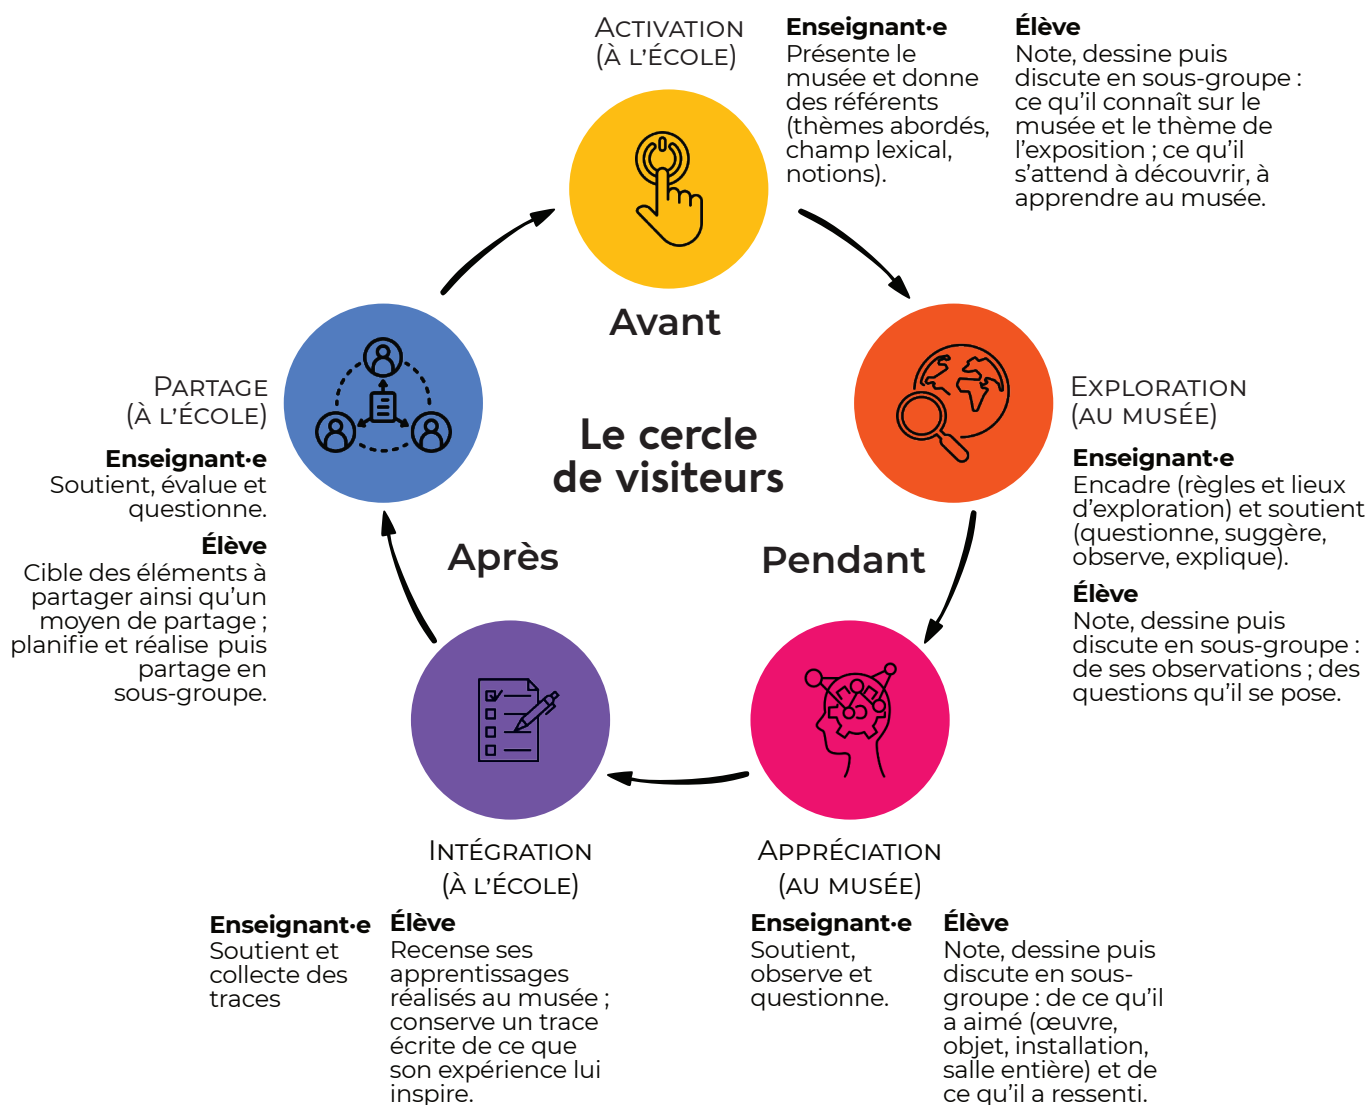 ACTIVATION
(À L'ÉCOLE)
Enseignant·e
Présente le
musée et donne
des référents
(thèmes abordés,
champ lexical,
notions).
Élève
Note, dessine puis
discute en sous-groupe :
ce qu'il connaît sur le
musée et le thème de
l'exposition ; ce qu'il
s'attend à découvrir, à
apprendre au musée.
Avant
EXPLORATION
(AU MUSÉE)
Enseignant·e
Encadre (règles et lieux
d'exploration) et soutient
(questionne, suggère,
observe, explique).
Élève
Note, dessine puis
discute en sous-groupe :
de ses observations ; des
questions qu'il se pose.
Le cercle
de visiteurs
Pendant
APPRÉCIATION
(AU MUSÉE)
Enseignant·e
Soutient,
observe et
questionne.
Élève
Note, dessine puis
discute en sous-
groupe : de ce qu'il
a aimé (œuvre,
objet, installation,
salle entière) et de
ce qu'il a ressenti.
Après
INTÉGRATION
(À L'ÉCOLE)
Enseignant·e
Soutient et
collecte des
traces
Élève
Recense ses
apprentissages
réalisés au musée ;
conserve un trace
écrite de ce que
son expérience lui
inspire.
PARTAGE
(À L'ÉCOLE)
Enseignant·e
Soutient, évalue et
questionne.
Élève
Cible des éléments à
partager ainsi qu'un
moyen de partage ;
planifie et réalise puis
partage en
sous-groupe.